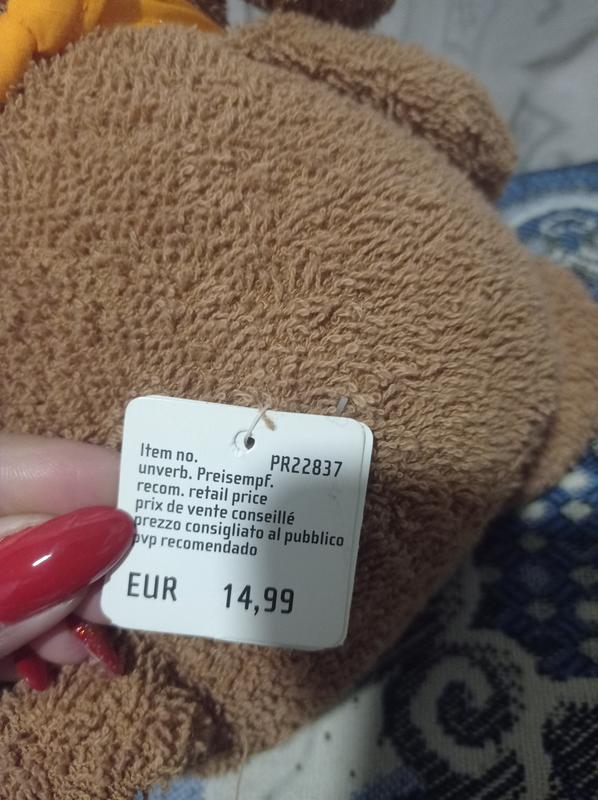 Item no. PR22837
unverb. Preisempf.
recom. retail price
prix de vente conseillé
prezzo consigliato al pubblico
pvp recomendado
EUR 14,99